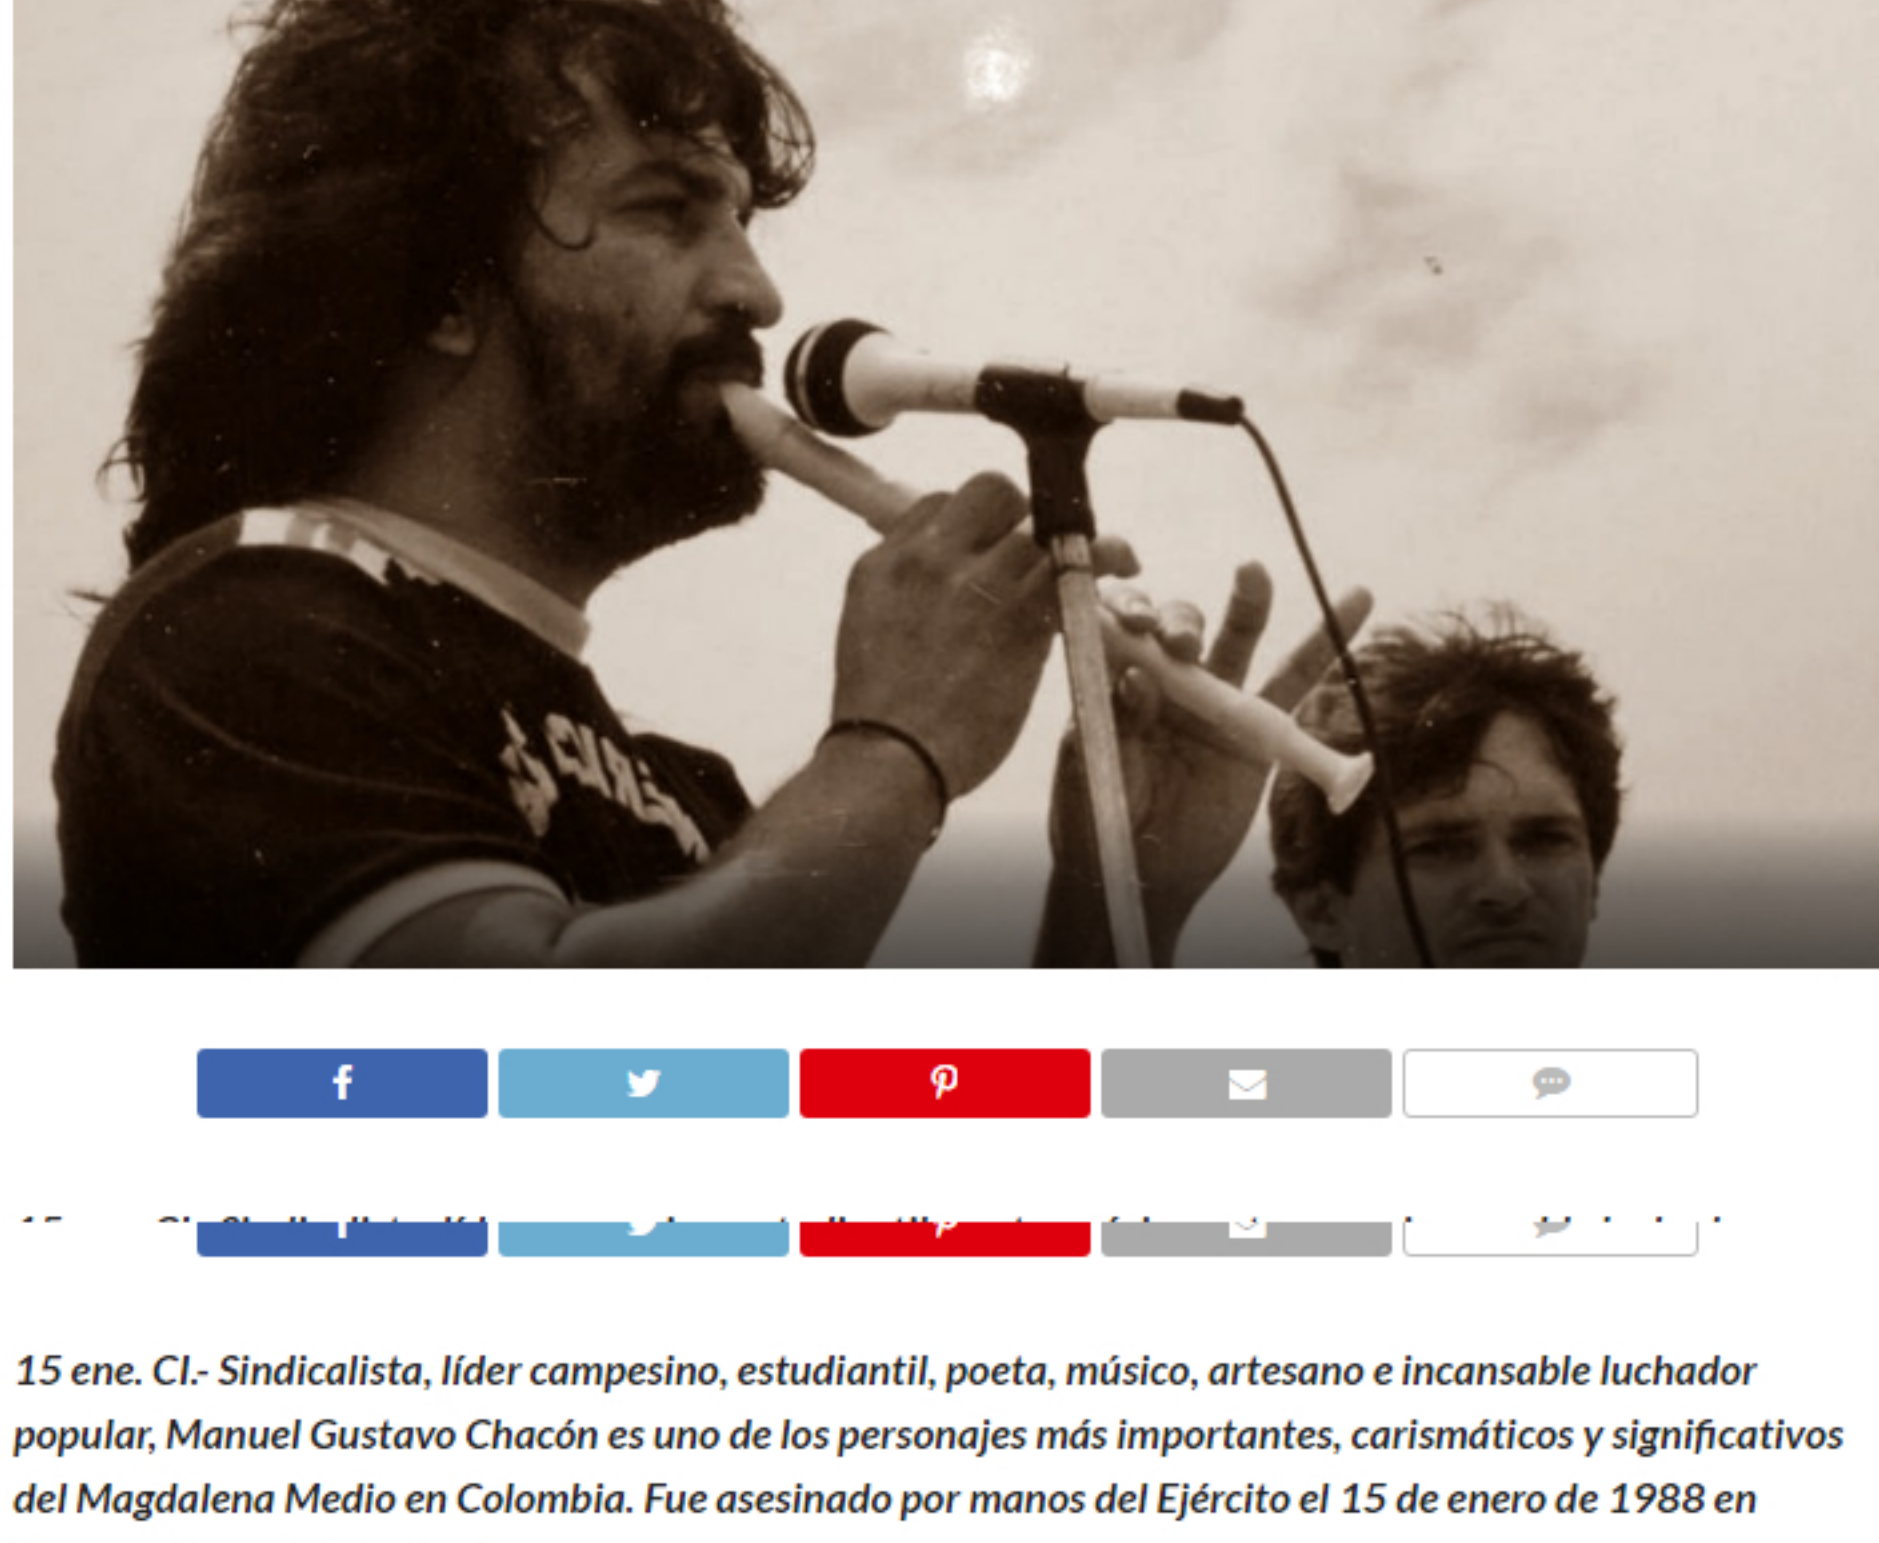 15 ene. CI.- Sindicalista, líder campesino, estudiantil, poeta, músico, artesano e incansable luchador
popular, Manuel Gustavo Chacón es uno de los personajes más importantes, carismáticos y significativos
del Magdalena Medio en Colombia. Fue asesinado por manos del Ejército el 15 de enero de 1988 en